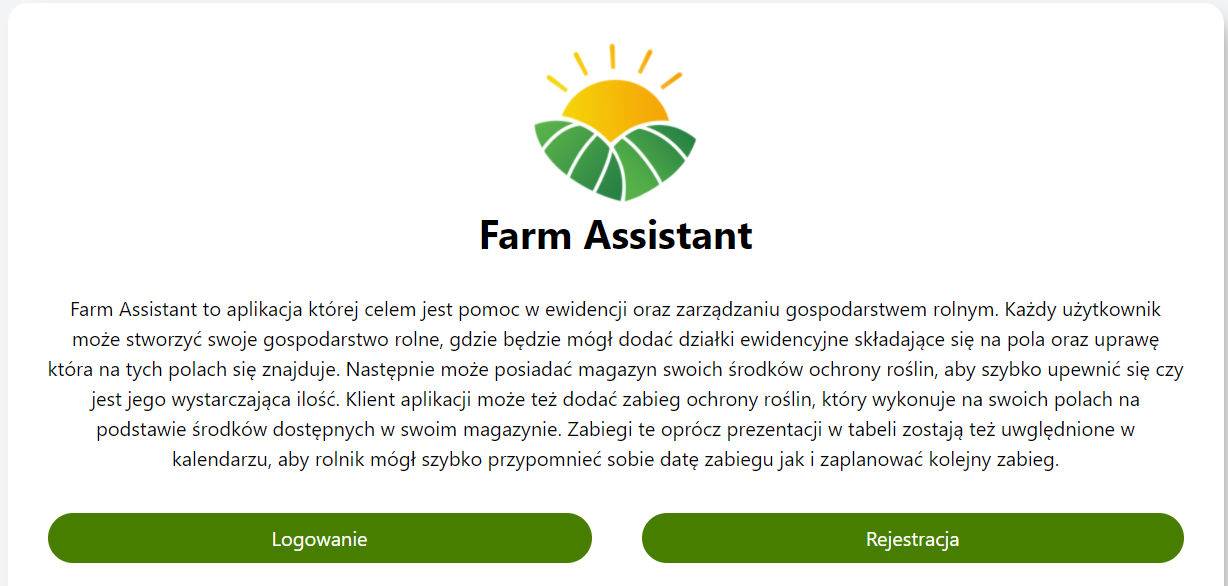 Farm Assistant
Farm Assistant to aplikacja której celem jest pomoc w ewidencji oraz zarządzaniu gospodarstwem rolnym. Każdy użytkownik
może stworzyć swoje gospodarstwo rolne, gdzie będzie mógł dodać działki ewidencyjne składające się na pola oraz uprawę
która na tych polach się znajduje. Następnie może posiadać magazyn swoich środków ochrony roślin, aby szybko upewnić się czy
jest jego wystarczająca ilość. Klient aplikacji może też dodać zabieg ochrony roślin, który wykonuje na swoich polach na
podstawie środków dostępnych w swoim magazynie. Zabiegi te oprócz prezentacji w tabeli zostają też uwględnione w
kalendarzu, aby rolnik mógł szybko przypomnieć sobie datę zabiegu jak i zaplanować kolejny zabieg.
Logowanie
Rejestracja